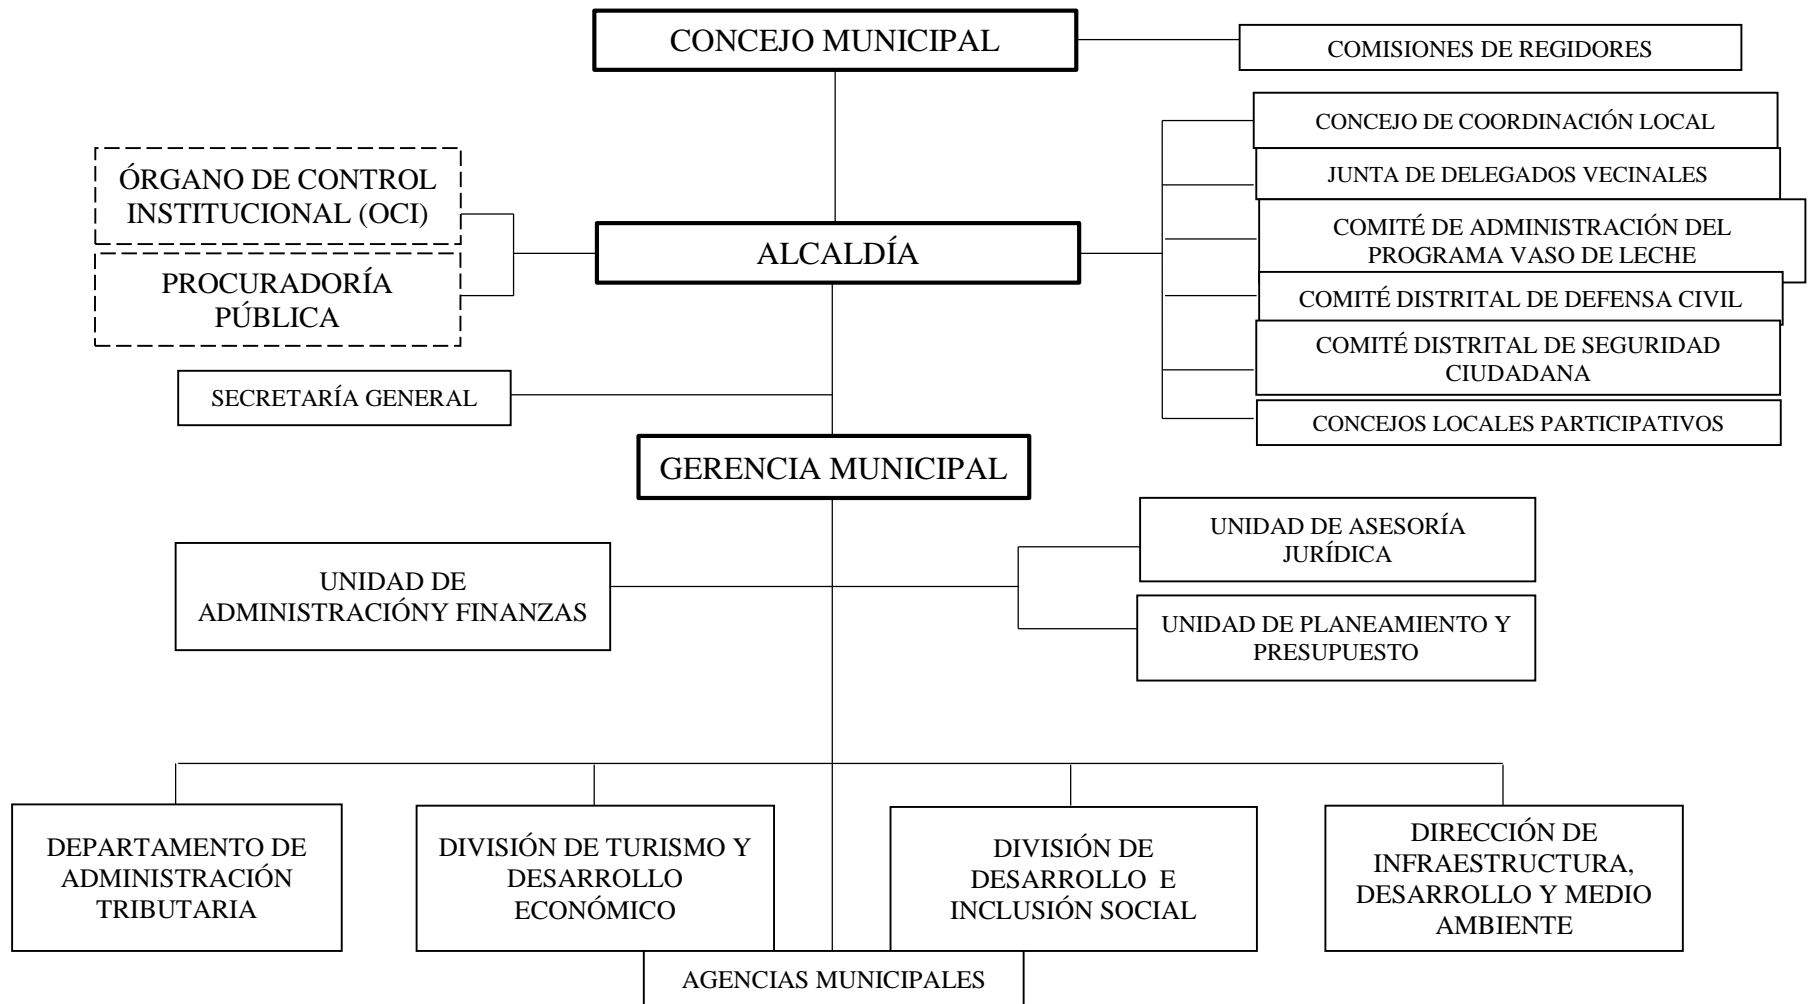 CONCEJO MUNICIPAL
COMISIONES DE REGIDORES
CONCEJO DE COORDINACIÓN LOCAL
JUNTA DE DELEGADOS VECINALES
COMITÉ DE ADMINISTRACIÓN DEL
PROGRAMA VASO DE LECHE
COMITÉ DISTRITAL DE DEFENSA CIVIL
COMITÉ DISTRITAL DE SEGURIDAD
CIUDADANA
CONCEJOS LOCALES PARTICIPATIVOS
ÓRGANO DE CONTROL
INSTITUCIONAL (OCI)
PROCURADORÍA
PÚBLICA
ALCALDÍA
SECRETARÍA GENERAL
GERENCIA MUNICIPAL
UNIDAD DE
ADMINISTRACIÓNY FINANZAS
UNIDAD DE ASESORÍA
JURÍDICA
UNIDAD DE PLANEAMIENTO Y
PRESUPUESTO
DEPARTAMENTO DE
ADMINISTRACIÓN
TRIBUTARIA
DIVISIÓN DE TURISMO Y
DESARROLLO
ECONÓMICO
DIVISIÓN DE
DESARROLLO E
INCLUSIÓN SOCIAL
DIRECCIÓN DE
INFRAESTRUCTURA,
DESARROLLO Y MEDIO
AMBIENTE
AGENCIAS MUNICIPALES